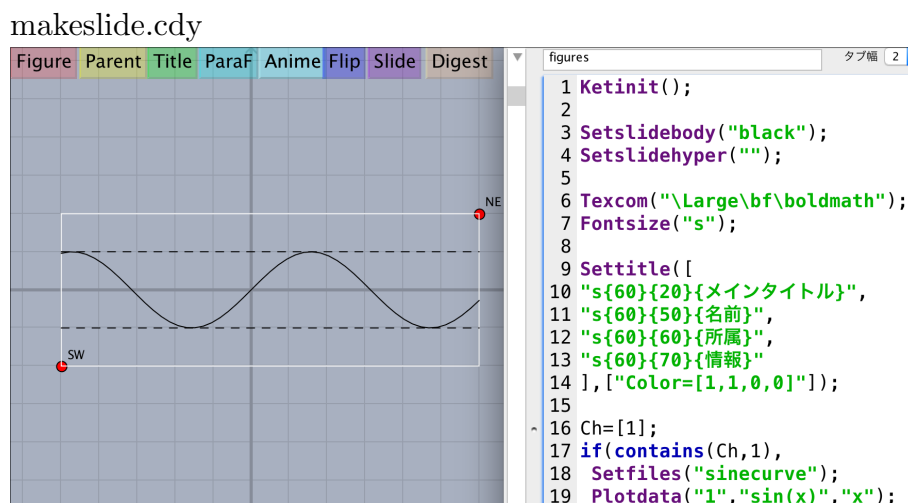 makeslide.cdy
Figure Parent Title ParaF Anime Flip Slide Digest
figures タブ幅 2
NE
SW
1 Ketinit();
2
3 Setslidebody("black");
4 Setslidehyper("");
5
6 Texcom("\Large\bf\boldmath");
7 Fontsize("s");
8
9 Settitle([
10 "s{60}{20}{メインタイトル}",
11 "s{60}{50}{名前}",
12 "s{60}{60}{所属}",
13 "s{60}{70}{情報}"
14 ],["Color=[1,1,0,0]"]);
15
16 Ch=[1];
17 if(contains(Ch,1),
18 Setfiles("sinecurve");
19 Plotdata("1","sin(x)","x");